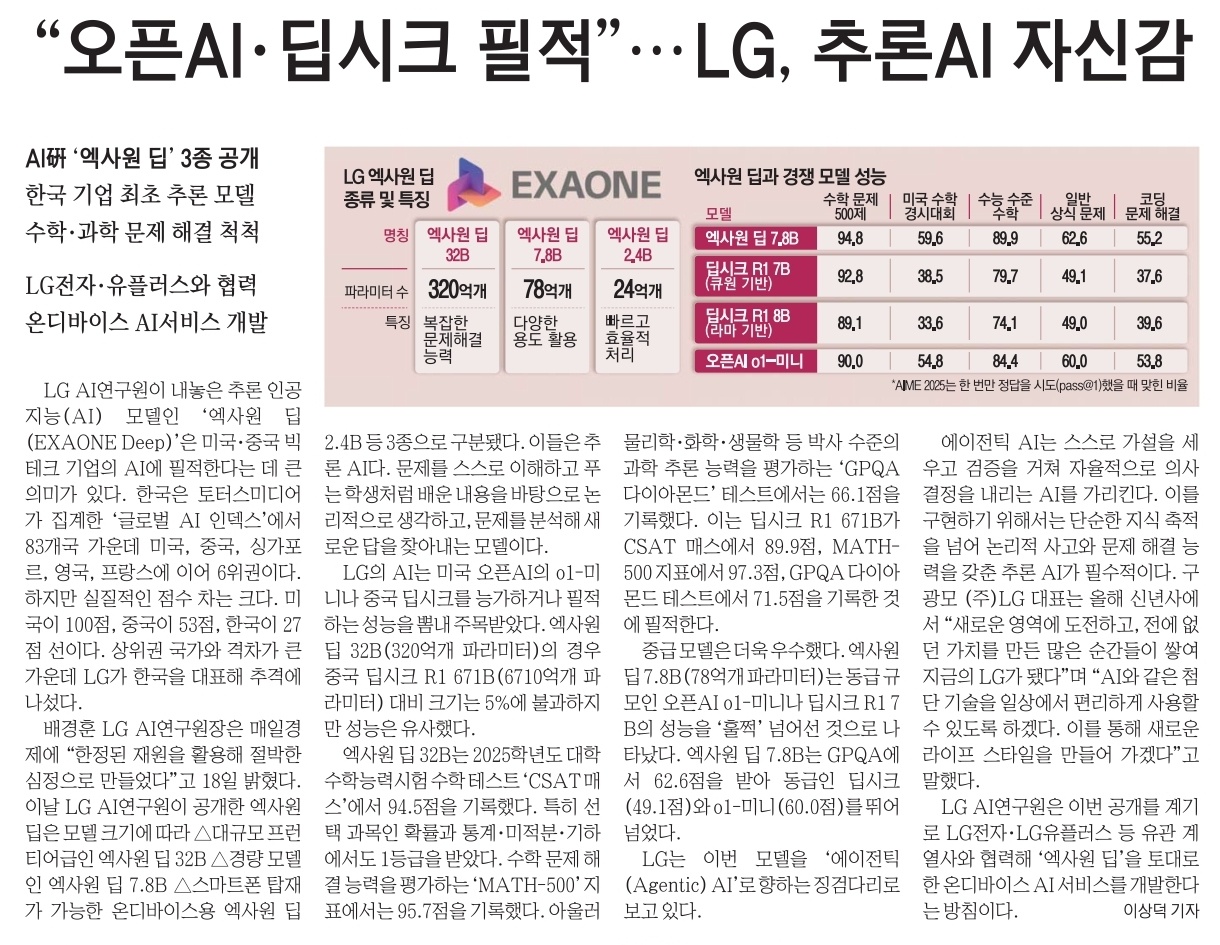 “오픈AI·딥시크 필적”…LG, 추론AI 자신감
AI硏 ‘엑사원 딥’ 3종 공개
한국 기업 최초 추론 모델
수학·과학 문제 해결 척척
LG전자·유플러스와 협력
온디바이스 AI서비스 개발
LG 엑사원 딥
종류 및 특징
EXAONE
명칭 엑사원 딥 32B 엑사원 딥 7.8B 엑사원 딥 2.4B
파라미터 수 320억개 78억개 24억개
특징 복잡한 문제해결 능력 다양한 용도 활용 빠르고 효율적 처리
엑사원 딥과 경쟁 모델 성능
모델 수학 문제 500제 미국 수학 경시대회 수능 수준 수학 일반 상식 문제 코딩 문제 해결
엑사원 딥 7.8B 94.8 59.6 89.9 62.6 55.2
딥시크 R1 7B (큐원 기반) 92.8 38.5 79.7 49.1 37.6
딥시크 R1 8B (라마 기반) 89.1 33.6 74.1 49.0 39.6
오픈AI o1-미니 90.0 54.8 84.4 60.0 53.8
*AIME 2025는 한 번만 정답을 시도(pass@1)했을 때 맞힌 비율
LG AI연구원이 내놓은 추론 인공
지능(AI) 모델인 ‘엑사원 딥
(EXAONE Deep)’은 미국·중국 빅
테크 기업의 AI에 필적한다는 데 큰
의미가 있다. 한국은 토터스미디어
가 집계한 ‘글로벌 AI 인덱스’에서
83개국 가운데 미국, 중국, 싱가포
르, 영국, 프랑스에 이어 6위권이다.
하지만 실질적인 점수 차는 크다. 미
국이 100점, 중국이 53점, 한국이 27
점 선이다. 상위권 국가와 격차가 큰
가운데 LG가 한국을 대표해 추격에
나섰다.
배경훈 LG AI연구원장은 매일경
제에 “한정된 재원을 활용해 절박한
심정으로 만들었다”고 18일 밝혔다.
이날 LG AI연구원이 공개한 엑사원
딥은 모델 크기에 따라 △대규모 프런
티어급인 엑사원 딥 32B △경량 모델
인 엑사원 딥 7.8B △스마트폰 탑재
가 가능한 온디바이스용 엑사원 딥
2.4B 등 3종으로 구분됐다. 이들은 추
론 AI다. 문제를 스스로 이해하고 푸
는 학생처럼 배운 내용을 바탕으로 논
리적으로 생각하고, 문제를 분석해 새
로운 답을 찾아내는 모델이다.
LG의 AI는 미국 오픈AI의 o1-미
니나 중국 딥시크를 능가하거나 필적
하는 성능을 뽐내 주목받았다. 엑사원
딥 32B(320억개 파라미터)의 경우
중국 딥시크 R1 671B(6710억개 파
라미터) 대비 크기는 5%에 불과하지
만 성능은 유사했다.
엑사원 딥 32B는 2025학년도 대학
수학능력시험 수학 테스트 ‘CSAT 매
스’에서 94.5점을 기록했다. 특히 선
택 과목인 확률과 통계·미적분·기하
에서도 1등급을 받았다. 수학 문제 해
결 능력을 평가하는 ‘MATH-500’ 지
표에서는 95.7점을 기록했다. 아울러
물리학·화학·생물학 등 박사 수준의
과학 추론 능력을 평가하는 ‘GPQA
다이아몬드’ 테스트에서는 66.1점을
기록했다. 이는 딥시크 R1 671B가
CSAT 매스에서 89.9점, MATH-
500 지표에서 97.3점, GPQA 다이아
몬드 테스트에서 71.5점을 기록한 것
에 필적한다.
중급 모델은 더욱 우수했다. 엑사원
딥 7.8B(78억개 파라미터)는 동급 규
모인 오픈AI o1-미니나 딥시크 R1 7
B의 성능을 ‘훌쩍’ 넘어선 것으로 나
타났다. 엑사원 딥 7.8B는 GPQA에
서 62.6점을 받아 동급인 딥시크
(49.1점)와 o1-미니(60.0점)를 뛰어
넘었다.
LG는 이번 모델을 ‘에이전틱
(Agentic) AI’로 향하는 징검다리로
보고 있다.
에이전틱 AI는 스스로 가설을 세
우고 검증을 거쳐 자율적으로 의사
결정을 내리는 AI를 가리킨다. 이를
구현하기 위해서는 단순한 지식 축적
을 넘어 논리적 사고와 문제 해결 능
력을 갖춘 추론 AI가 필수적이다. 구
광모 (주)LG 대표는 올해 신년사에
서 “새로운 영역에 도전하고, 전에 없
던 가치를 만든 많은 순간들이 쌓여
지금의 LG가 됐다”며 “AI와 같은 첨
단 기술을 일상에서 편리하게 사용할
수 있도록 하겠다. 이를 통해 새로운
라이프 스타일을 만들어 가겠다”고
말했다.
LG AI연구원은 이번 공개를 계기
로 LG전자·LG유플러스 등 유관 계
열사와 협력해 ‘엑사원 딥’을 토대로
한 온디바이스 AI 서비스를 개발한다
는 방침이다. 이상덕 기자